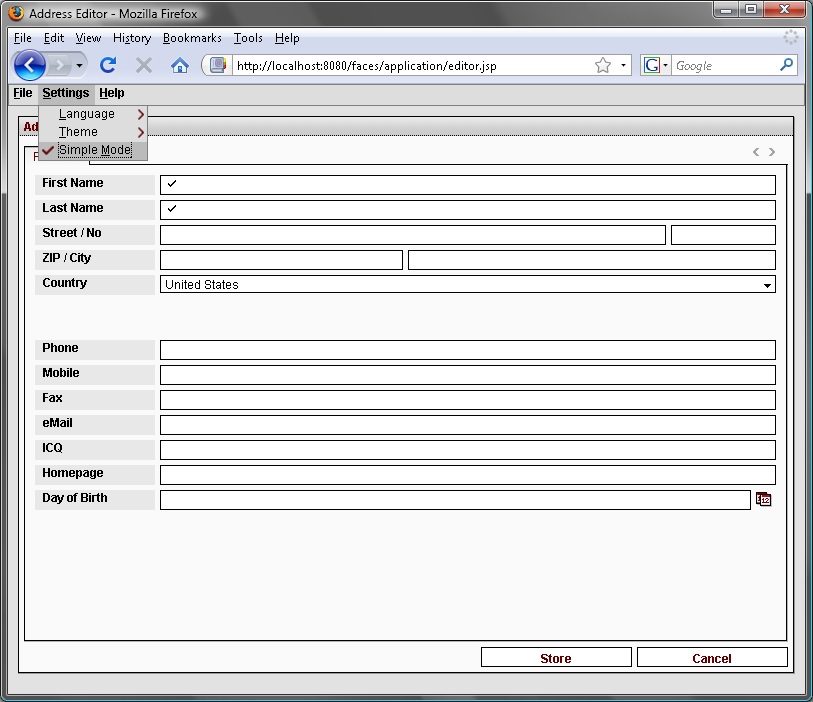 Address Editor - Mozilla Firefox
File Edit View History Bookmarks Tools Help
http://localhost:8080/faces/application/editor.jsp
G Google
File Settings Help
Language
Theme
Simple Mode
First Name
Last Name
Street / No
ZIP / City
Country United States
Phone
Mobile
Fax
eMail
ICQ
Homepage
Day of Birth 12
Store Cancel